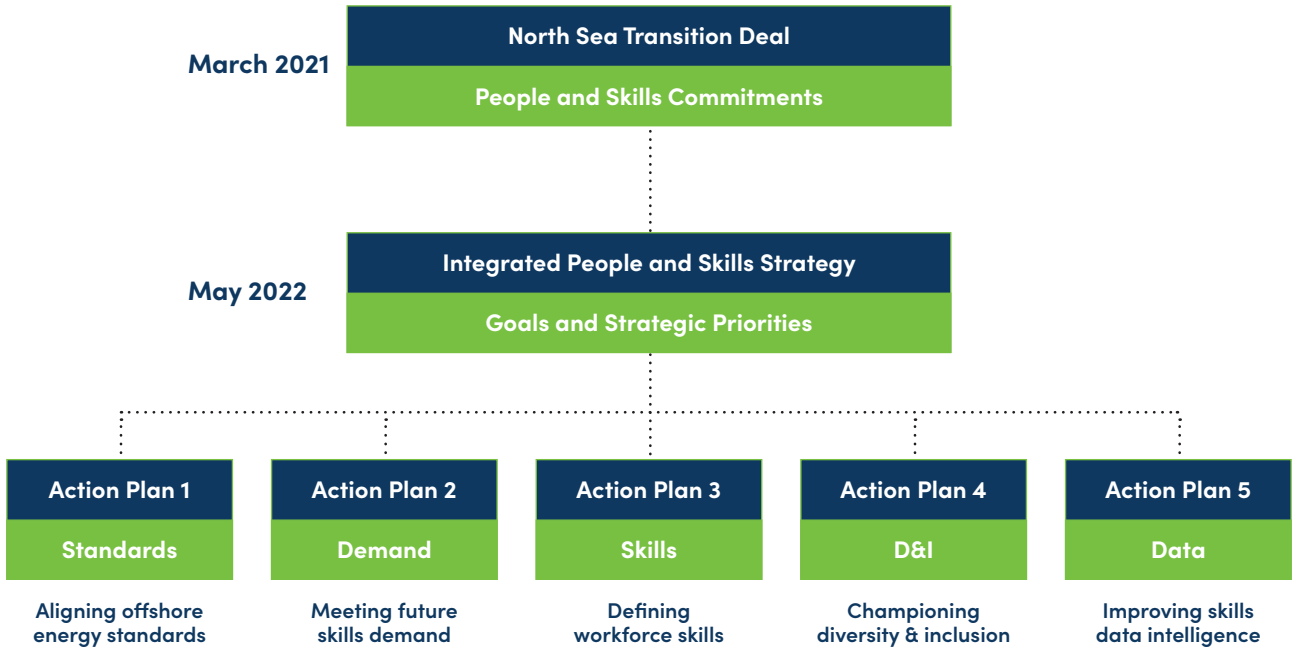 March 2021
North Sea Transition Deal
People and Skills Commitments
May 2022
Integrated People and Skills Strategy
Goals and Strategic Priorities
Action Plan 1
Standards
Aligning offshore
energy standards
Action Plan 2
Demand
Meeting future
skills demand
Action Plan 3
Skills
Defining
workforce skills
Action Plan 4
D&I
Championing
diversity & inclusion
Action Plan 5
Data
Improving skills
data intelligence